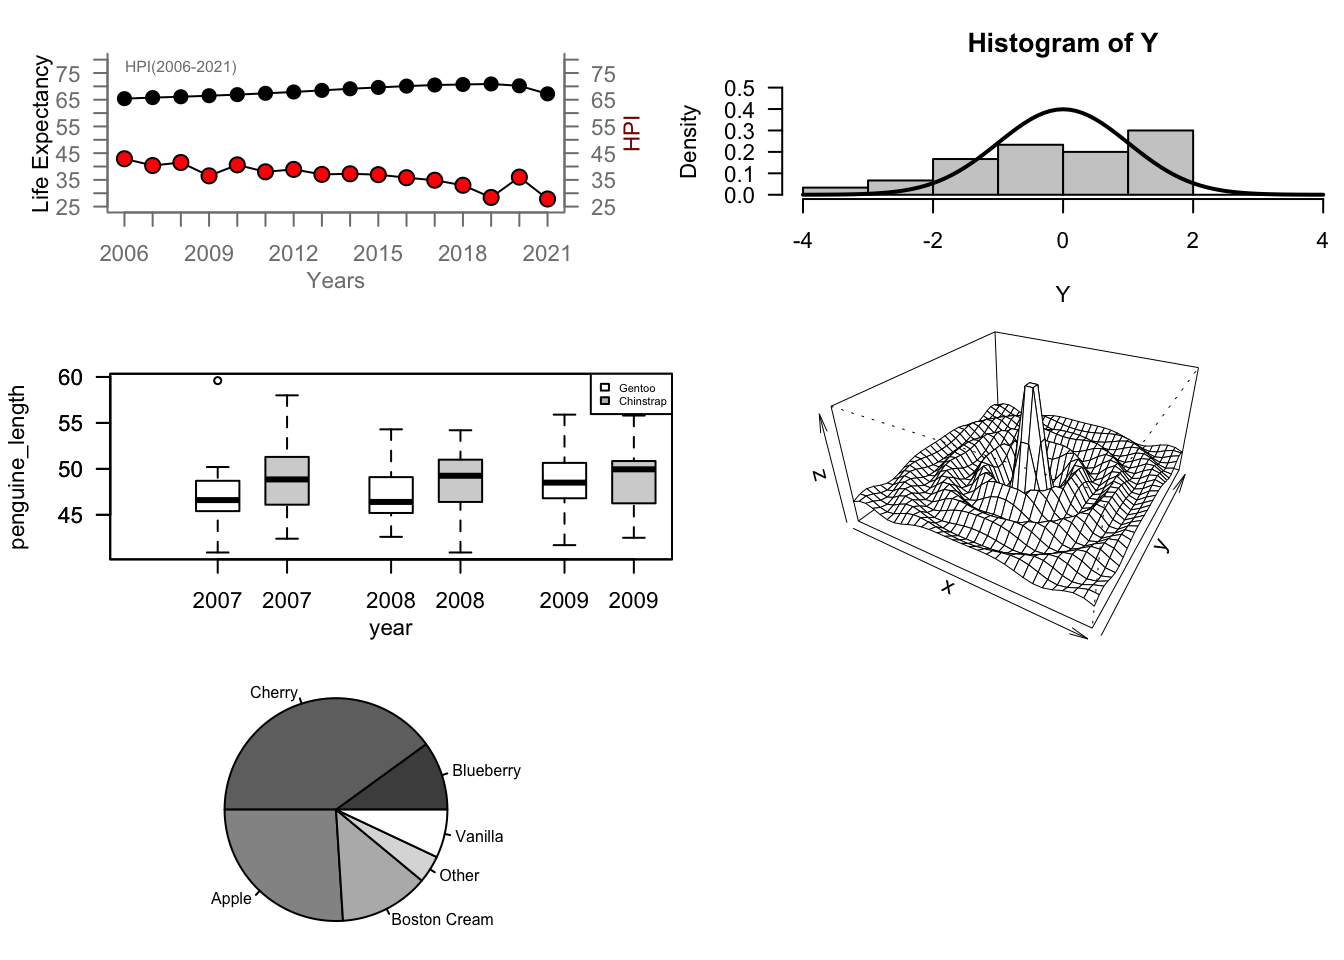 HPI(2006-2021)
Life Expectancy
75
65
55
45
35
25
75
65
55
45
35
25
HPI
2006 2009 2012 2015 2018 2021
Years
Histogram of Y
Density
0.5
0.4
0.3
0.2
0.1
0.0
-4 -2 0 2 4
Y
penguine_length
60
55
50
45
Gentoo
Chinstrap
2007 2007 2008 2008 2009 2009
year
z
x
y
Cherry
Blueberry
Vanilla
Other
Apple
Boston Cream